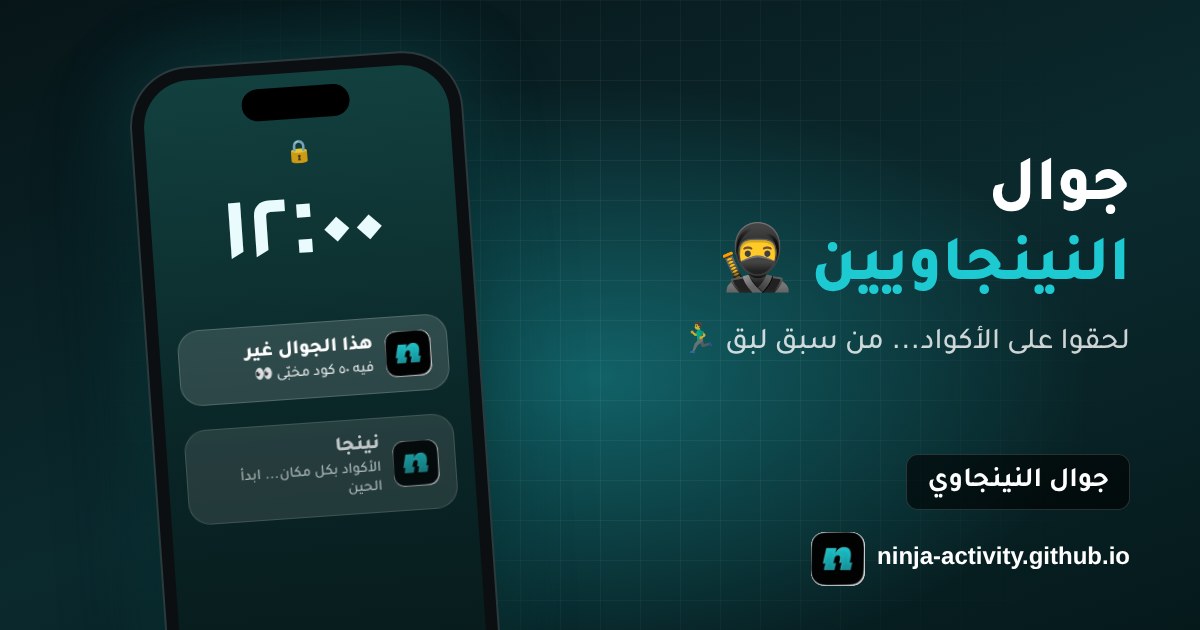 جوال
النينجاويين 🥷
لحقوا على الأكواد... من سبق لبق 🏃‍♂️
جوال النينجاوي
ninja-activity.github.io
١٢:٠٠
هذا الجوال غير
فيه ٥٠ كود مخبّى 👀
نينجا
الأكواد بكل مكان... ابدأ
الحين